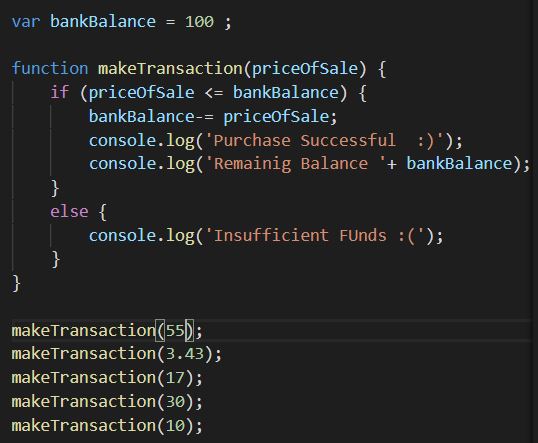 var bankBalance = 100 ;
function makeTransaction(priceOfSale) {
if (priceOfSale <= bankBalance) {
bankBalance-= priceOfSale;
console.log('Purchase Successful  :)');
console.log('Remainig Balance '+ bankBalance);
}
else {
console.log('Insufficient FUnds :(');
}
}
makeTransaction(55);
makeTransaction(3.43);
makeTransaction(17);
makeTransaction(30);
makeTransaction(10);